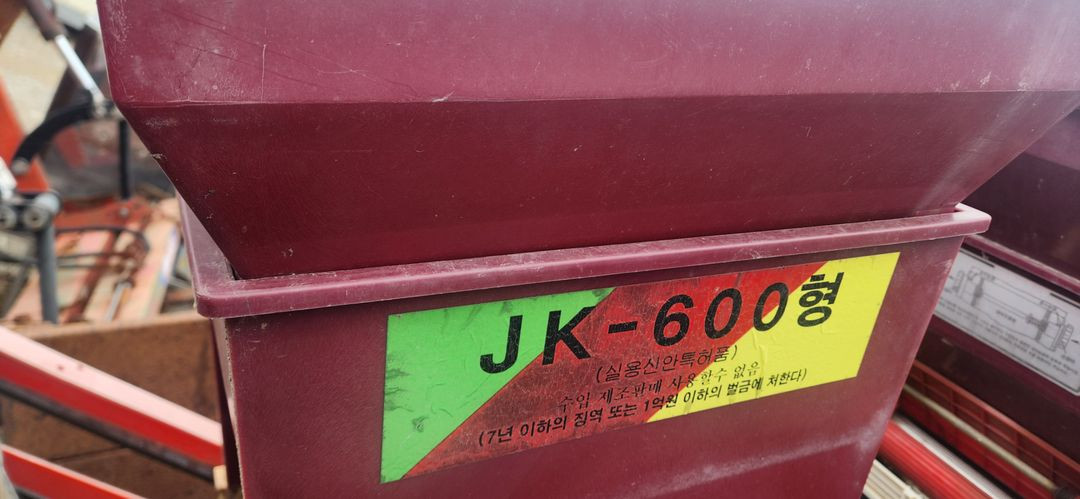 JK-600형
(실용신안특허품)
수입 제조판매 사용할수 없음
(7년 이하의 징역 또는 1억원 이하의 벌금에 처한다)